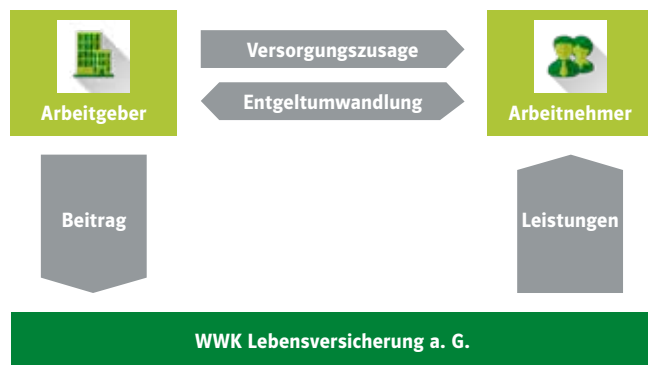 Versorgungszusage
Entgeltumwandlung
Arbeitgeber
Arbeitnehmer
Beitrag
Leistungen
WWK Lebensversicherung a. G.